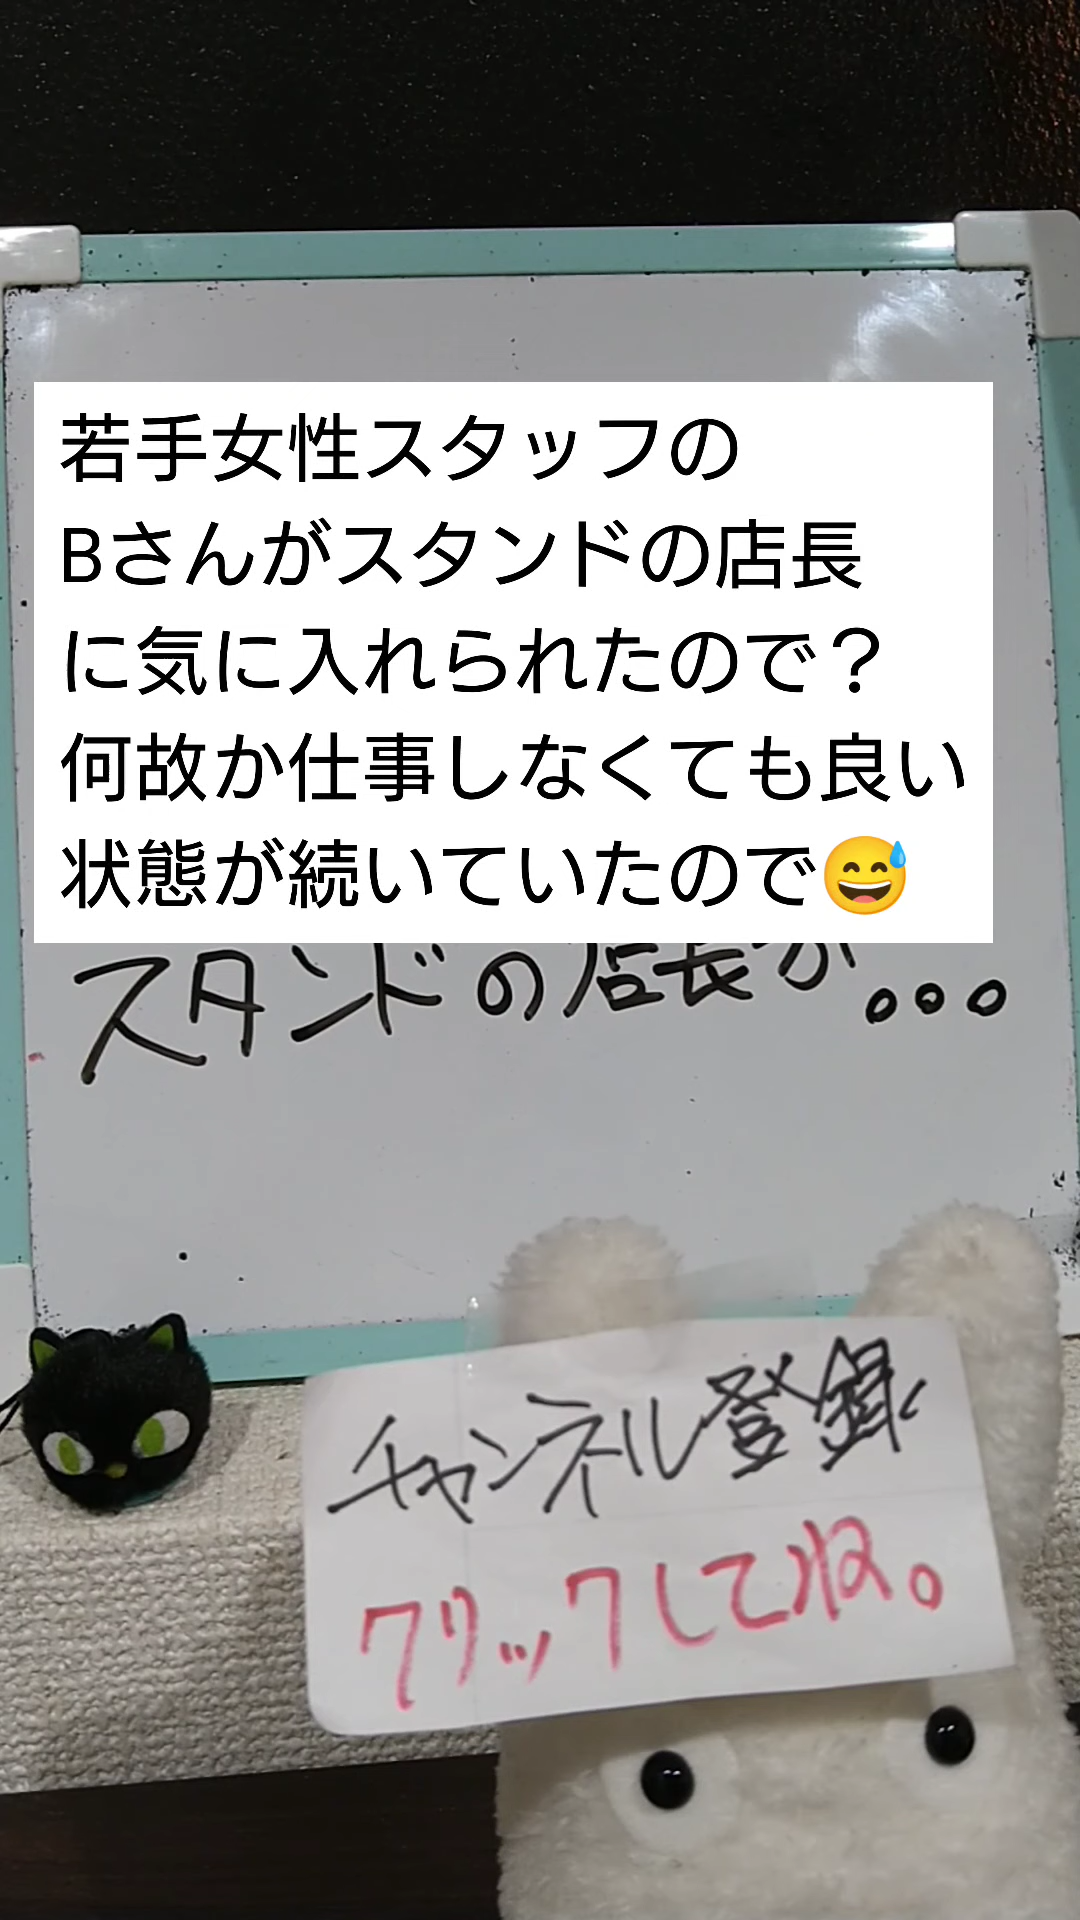 若手女性スタッフの
Bさんがスタンドの店長
に気に入れられたので？
何故か仕事しなくても良い
状態が続いていたので😅
スタンドの店長が...
チャンネル登録
クリックしてね。